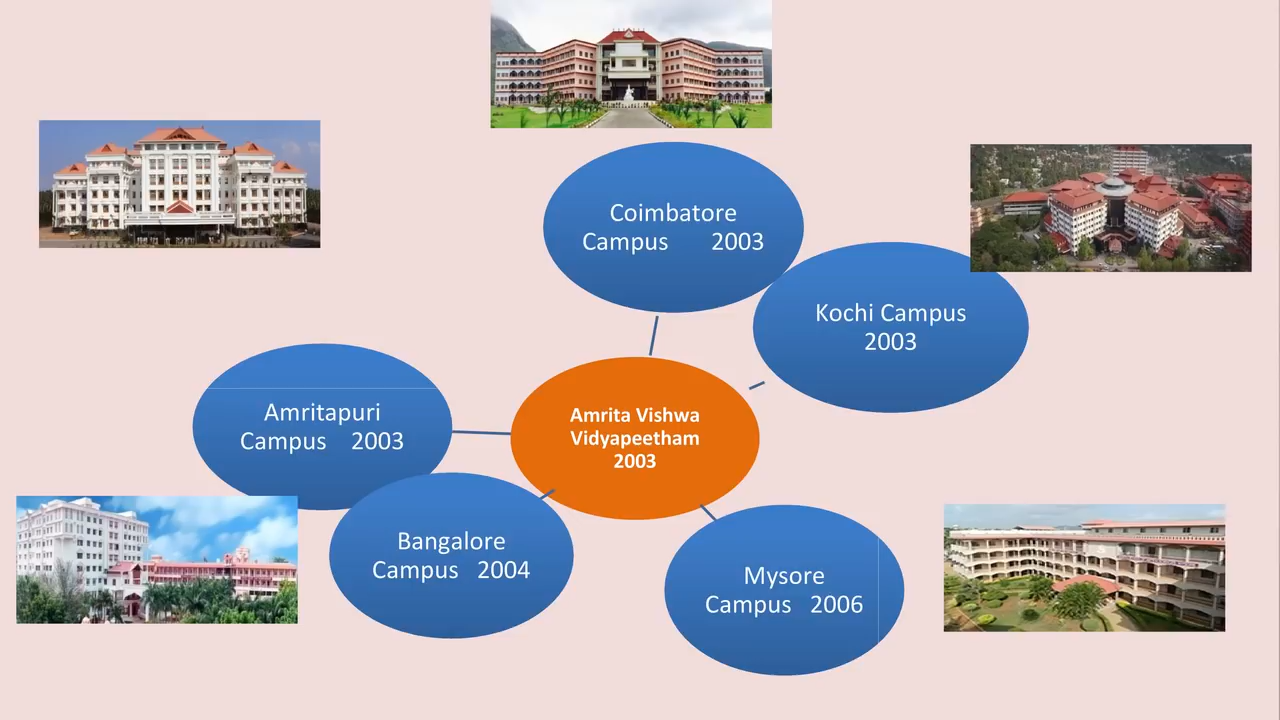 Coimbatore
Campus 2003
Kochi Campus
2003
Amritapuri
Campus 2003
Amrita Vishwa
Vidyapeetham
2003
Bangalore
Campus 2004
Mysore
Campus 2006